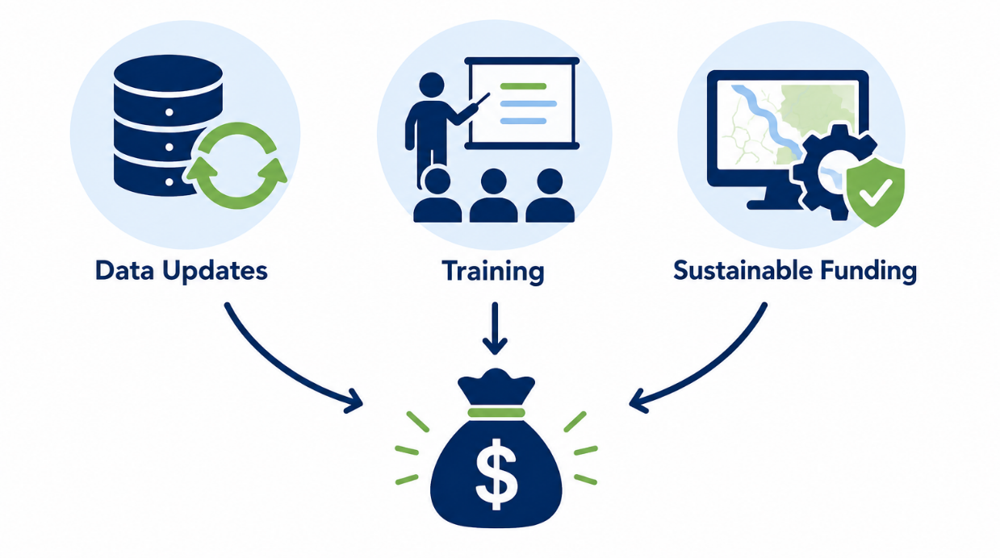 Data Updates
Training
Sustainable Funding
$